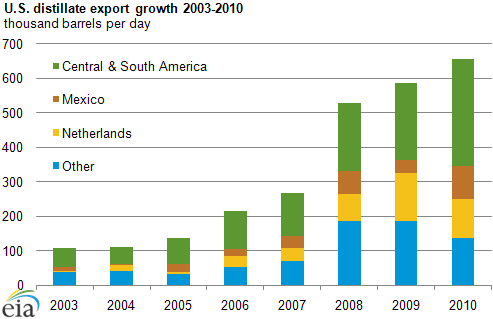 U.S. distillate export growth 2003-2010
thousand barrels per day
700
600
500
400
300
200
100
0
Central & South America
Mexico
Netherlands
Other
2003 2004 2005 2006 2007 2008 2009 2010
eia